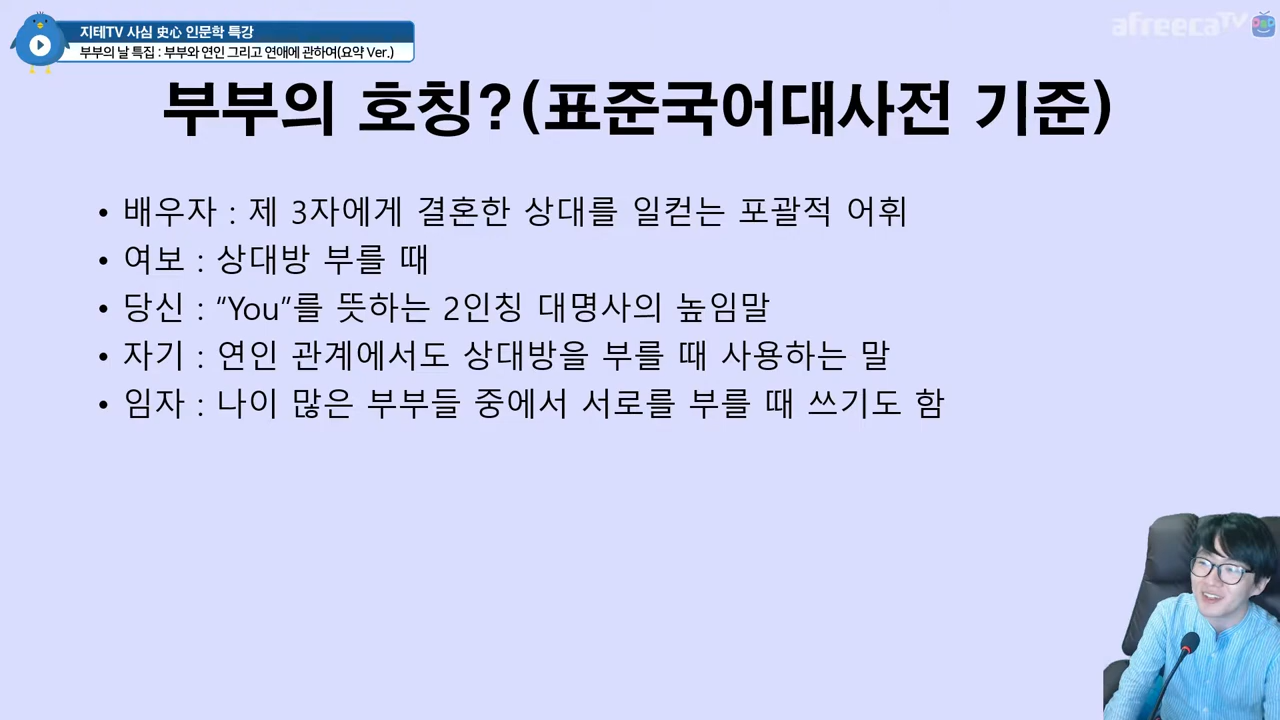 지테TV 사심 史心 인문학 특강
부부의 날 특집 : 부부와 연인 그리고 연애에 관하여(요약 Ver.)
afreecaTV
부부의 호칭?(표준국어대사전 기준)
• 배우자 : 제 3자에게 결혼한 상대를 일컫는 포괄적 어휘
• 여보 : 상대방 부를 때
• 당신 : “You”를 뜻하는 2인칭 대명사의 높임말
• 자기 : 연인 관계에서도 상대방을 부를 때 사용하는 말
• 임자 : 나이 많은 부부들 중에서 서로를 부를 때 쓰기도 함